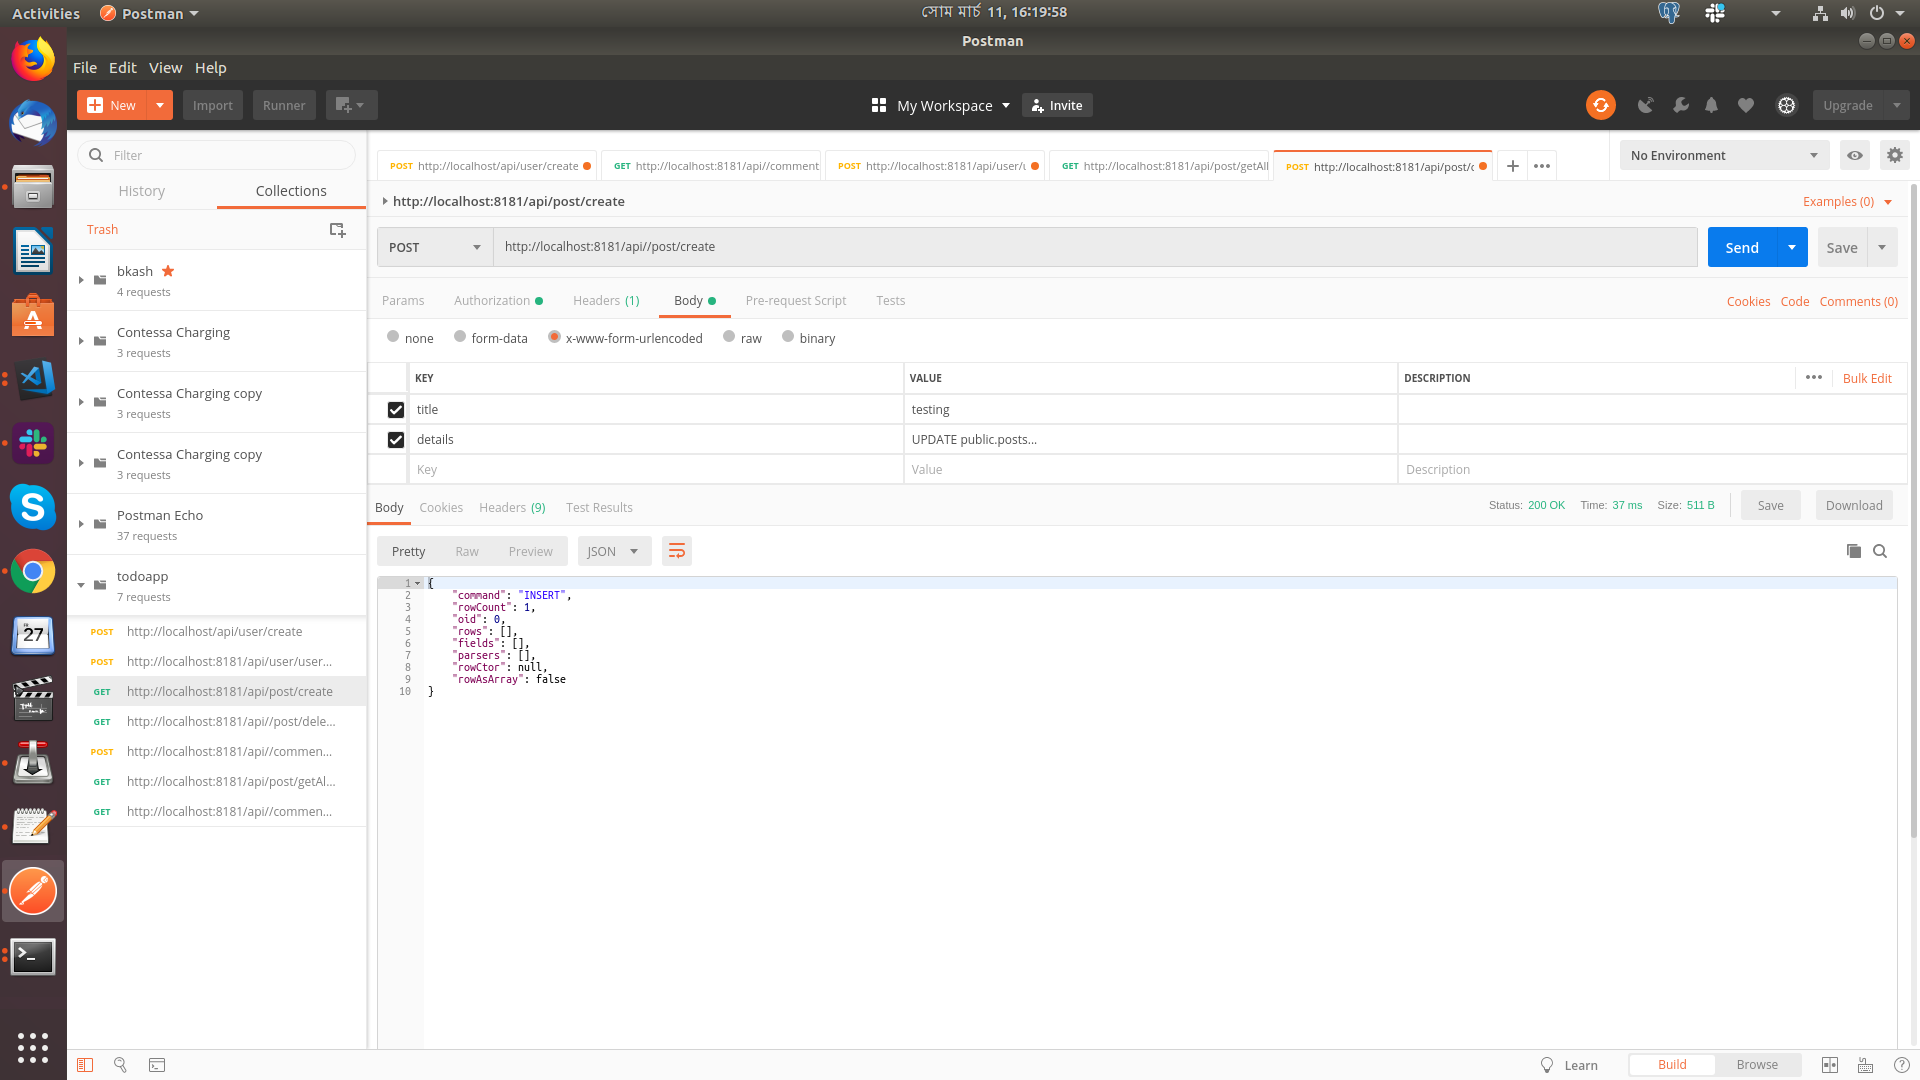 Activities
Postman
সোম মার্চ 11, 16:19:58
Postman
File Edit View Help
New
Import
Runner
My Workspace
Invite
Upgrade
Filter
History
Collections
Trash
bkash
4 requests
Contessa Charging
3 requests
Contessa Charging copy
3 requests
Contessa Charging copy
3 requests
Postman Echo
37 requests
todoapp
7 requests
POST http://localhost/api/user/create
POST http://localhost:8181/api/user/user...
GET http://localhost:8181/api/post/create
GET http://localhost:8181/api//post/dele...
POST http://localhost:8181/api//commen...
GET http://localhost:8181/api/post/getAl...
GET http://localhost:8181/api//commen...
POST http://localhost/api/user/create
GET http://localhost:8181/api//comment
POST http://localhost:8181/api/user/u
GET http://localhost:8181/api/post/getAll
POST http://localhost:8181/api/post/c
No Environment
http://localhost:8181/api/post/create
Examples (0)
POST
http://localhost:8181/api//post/create
Send
Save
Params
Authorization
Headers (1)
Body
Pre-request Script
Tests
Cookies
Code
Comments (0)
none
form-data
x-www-form-urlencoded
raw
binary
KEY VALUE DESCRIPTION
Bulk Edit
title testing
details UPDATE public.posts...
Key Value Description
Body
Cookies
Headers (9)
Test Results
Status: 200 OK
Time: 37 ms
Size: 511 B
Save
Download
Pretty
Raw
Preview
JSON
1 {
2 "command": "INSERT",
3 "rowCount": 1,
4 "oid": 0,
5 "rows": [],
6 "fields": [],
7 "parsers": [],
8 "rowCtor": null,
9 "rowAsArray": false
10 }
27
Learn
Build
Browse